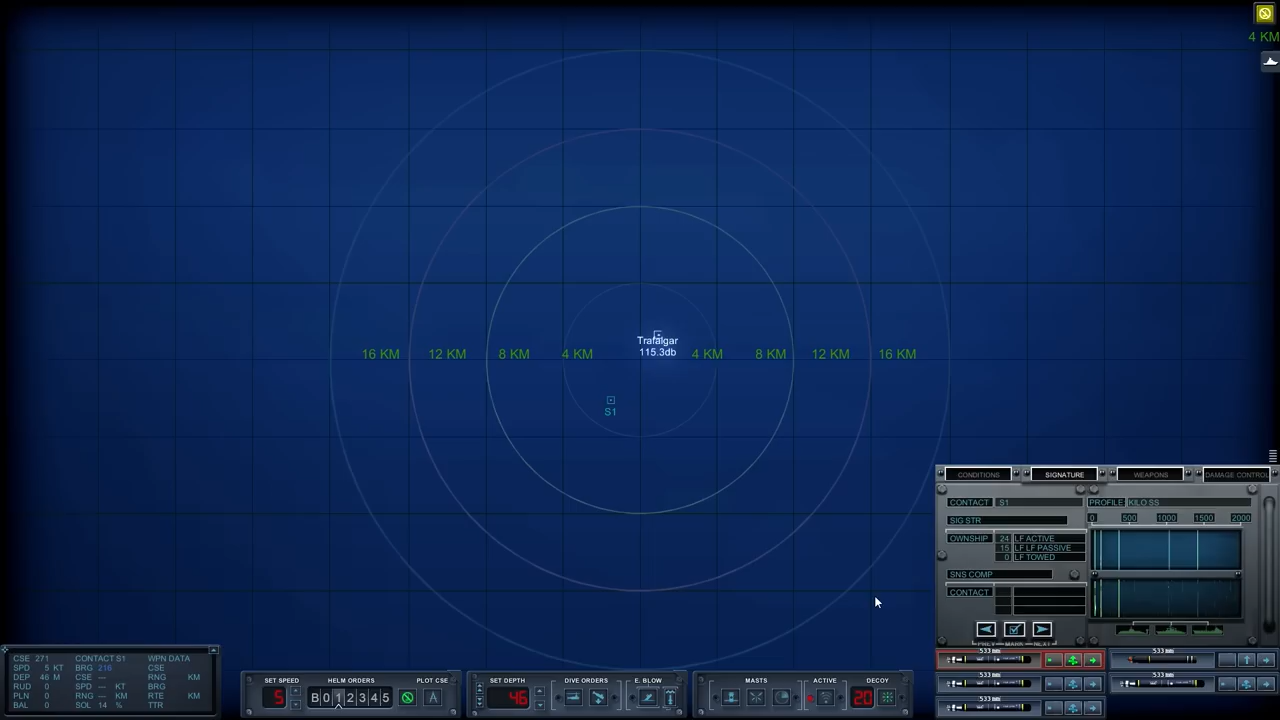 4 KM
Trafalgar
115.3db
16 KM 12 KM 8 KM 4 KM 4 KM 8 KM 12 KM 16 KM
S1
CONDITIONS SIGNATURE WEAPONS DAMAGE CONTROL
CONTACT S1 PROFILE KILO SS
SIG STR 0 500 1000 1500 2000
OWNSHIP 24 LF ACTIVE
15 LF LF PASSIVE
0 LF TOWED
SNS COMP
CONTACT
PREV MARK NEXT
533 mm 533 mm
533 mm 533 mm
533 mm
CSE 271 CONTACT S1 WPN DATA
SPD 5 KT BRG 216 CSE
DEP 46 M CSE --- RNG KM
RUD 0 SPD --- KT BRG
PLN 0 RNG --- KM RTE KM
BAL 0 SOL 14 % TTR
SET SPEED HELM ORDERS PLOT CSE SET DEPTH DIVE ORDERS E. BLOW MASTS ACTIVE DECOY
5 B 0 1 2 3 4 5 A 46 20